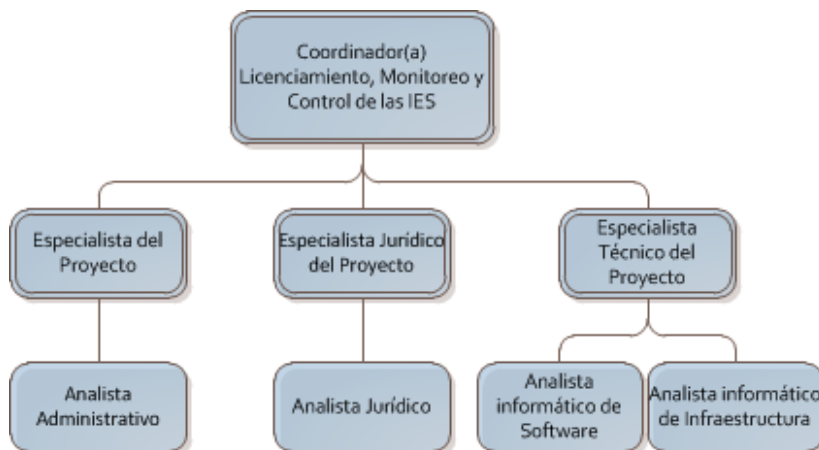 Coordinador(a)
Licenciamiento, Monitoreo y
Control de las IES
Especialista del
Proyecto
Especialista Jurídico
del Proyecto
Especialista
Técnico del
Proyecto
Analista
Administrativo
Analista Jurídico
Analista
informático de
Software
Analista informático
de Infraestructura